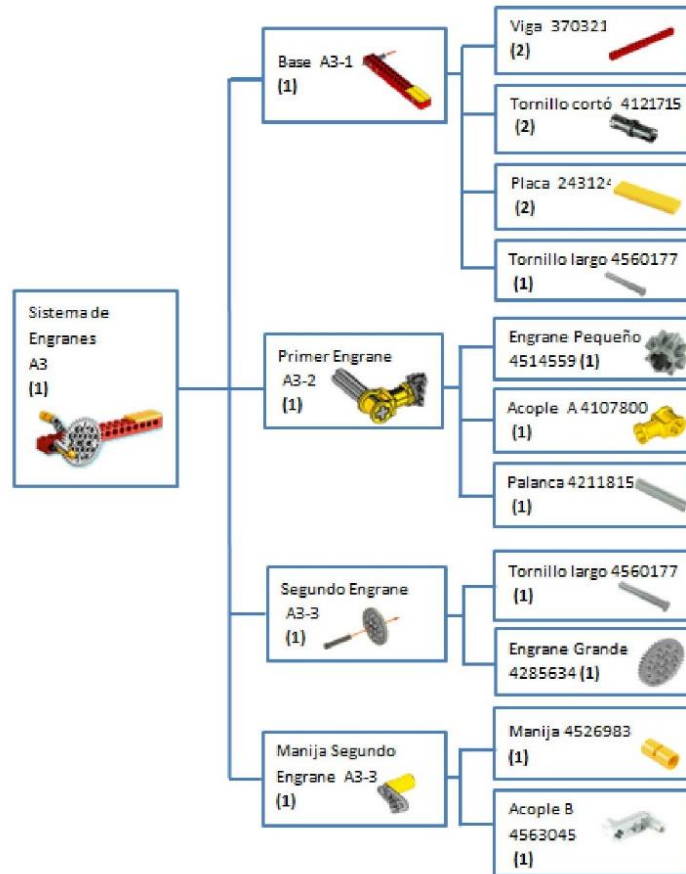 Sistema de
Engranes
A3
(1)
Base A3-1
(1)
Viga 370321
(2)
Tornillo cortó 4121715
(2)
Placa 243124
(2)
Tornillo largo 4560177
(1)
Primer Engrane
A3-2
(1)
Engrane Pequeño
4514559 (1)
Acople A 4107800
(1)
Palanca 4211815
(1)
Segundo Engrane
A3-3
(1)
Tornillo largo 4560177
(1)
Engrane Grande
4285634 (1)
Manija Segundo
Engrane A3-3
(1)
Manija 4526983
(1)
Acople B
4563045
(1)